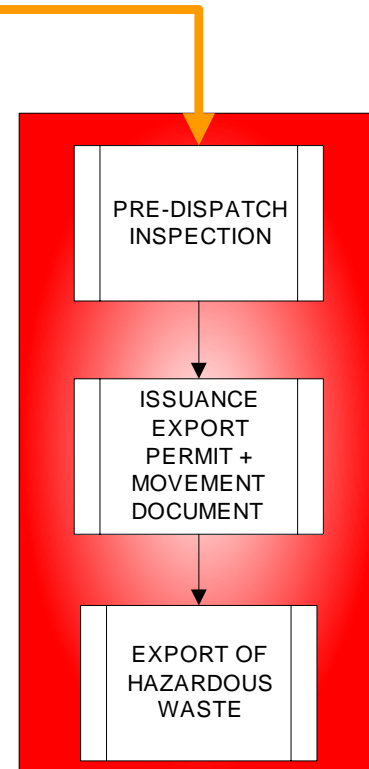 PRE-DISPATCH
INSPECTION
ISSUANCE
EXPORT
PERMIT +
MOVEMENT
DOCUMENT
EXPORT OF
HAZARDOUS
WASTE